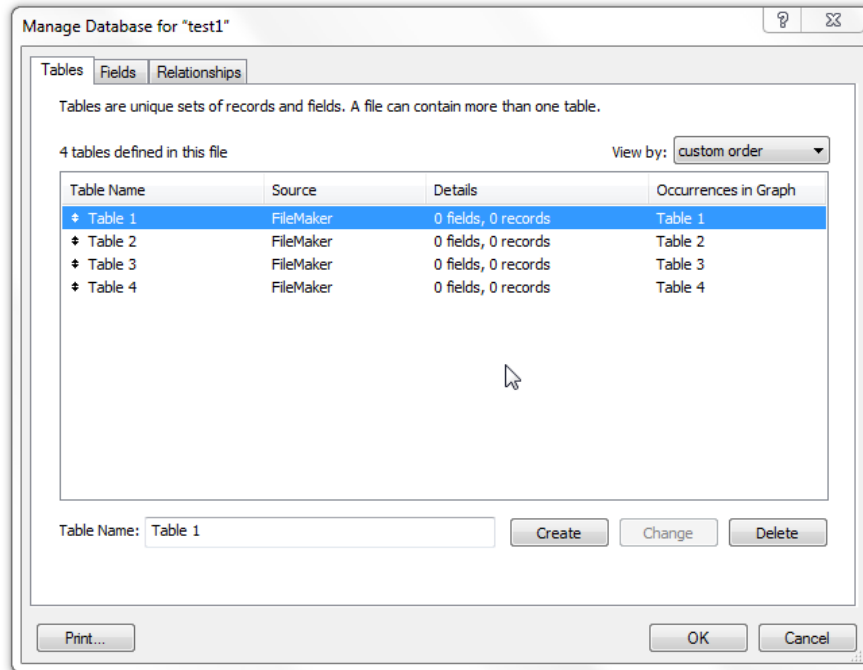 Manage Database for "test1"
Tables Fields Relationships
Tables are unique sets of records and fields. A file can contain more than one table.
4 tables defined in this file View by: custom order
Table Name Source Details Occurrences in Graph
Table 1 FileMaker 0 fields, 0 records Table 1
Table 2 FileMaker 0 fields, 0 records Table 2
Table 3 FileMaker 0 fields, 0 records Table 3
Table 4 FileMaker 0 fields, 0 records Table 4
Table Name: Table 1 Create Change Delete
Print... OK Cancel